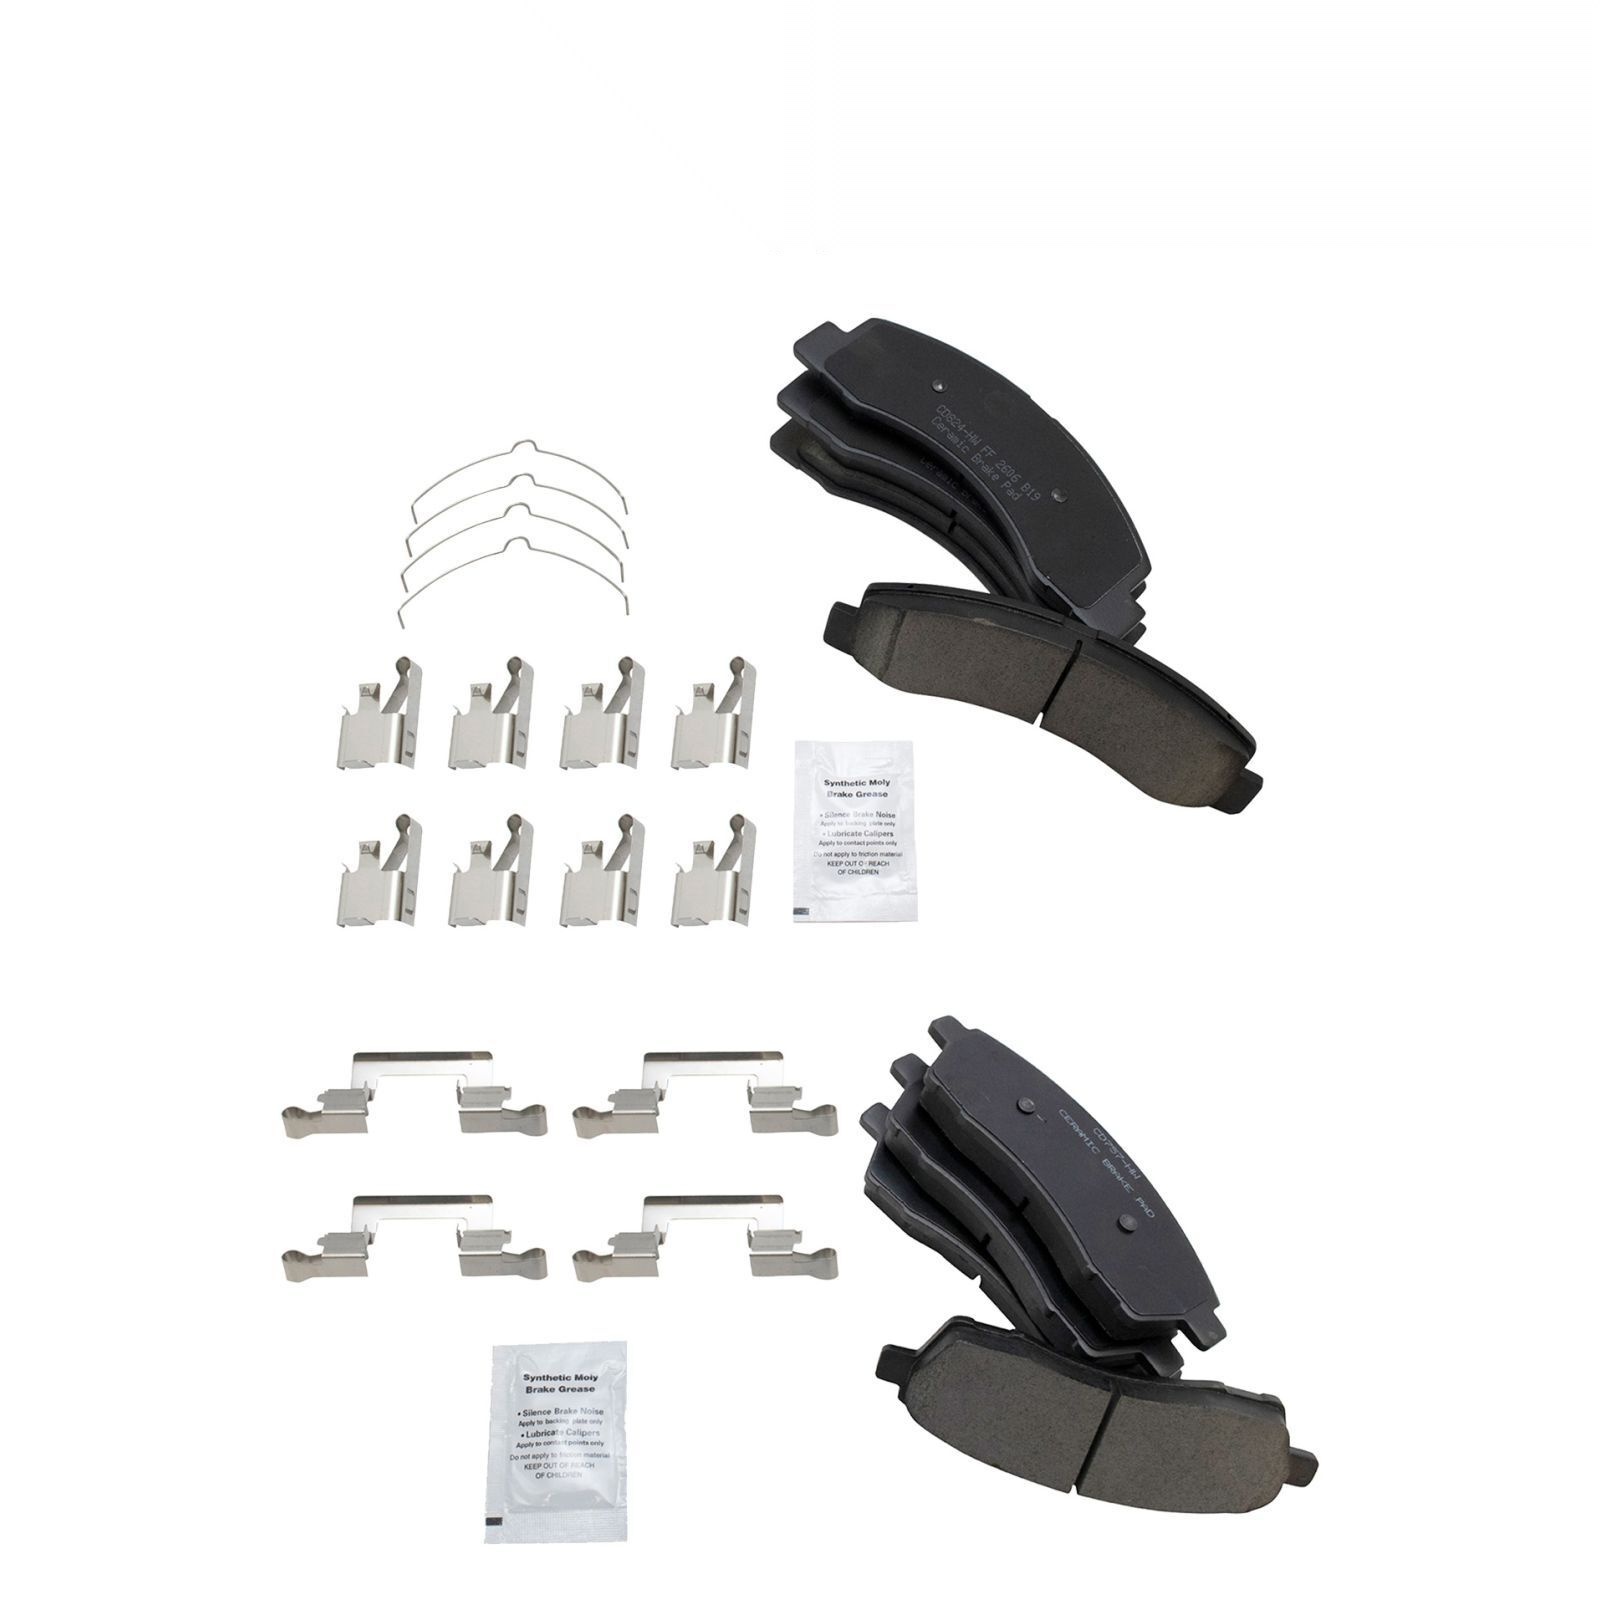 CD824-HW FF 2606 B19
Ceramic Brake Pad
Ceramic
Synthetic Moly
Brake Grease
• Silence Brake Noise
Apply to backing plate only
• Lubricate Calipers
Apply to contact points only
Do not apply to friction material
KEEP OUT OF REACH
OF CHILDREN
CD757-HW
CERAMIC BRAKE PAD
Synthetic Moly
Brake Grease
• Silence Brake Noise
Apply to backing plate only
• Lubricate Calipers
Apply to contact points only
Do not apply to friction material
KEEP OUT OF REACH
OF CHILDREN